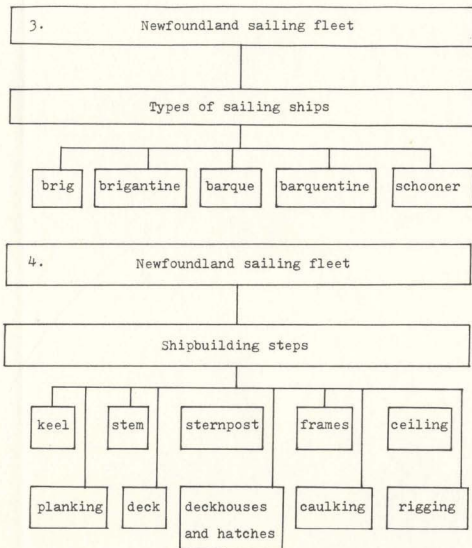 3. Newfoundland sailing fleet
Types of sailing ships
brig brigantine barque barquentine schooner
4. Newfoundland sailing fleet
Shipbuilding steps
keel stem sternpost frames ceiling
planking deck deckhouses caulking rigging
and hatches